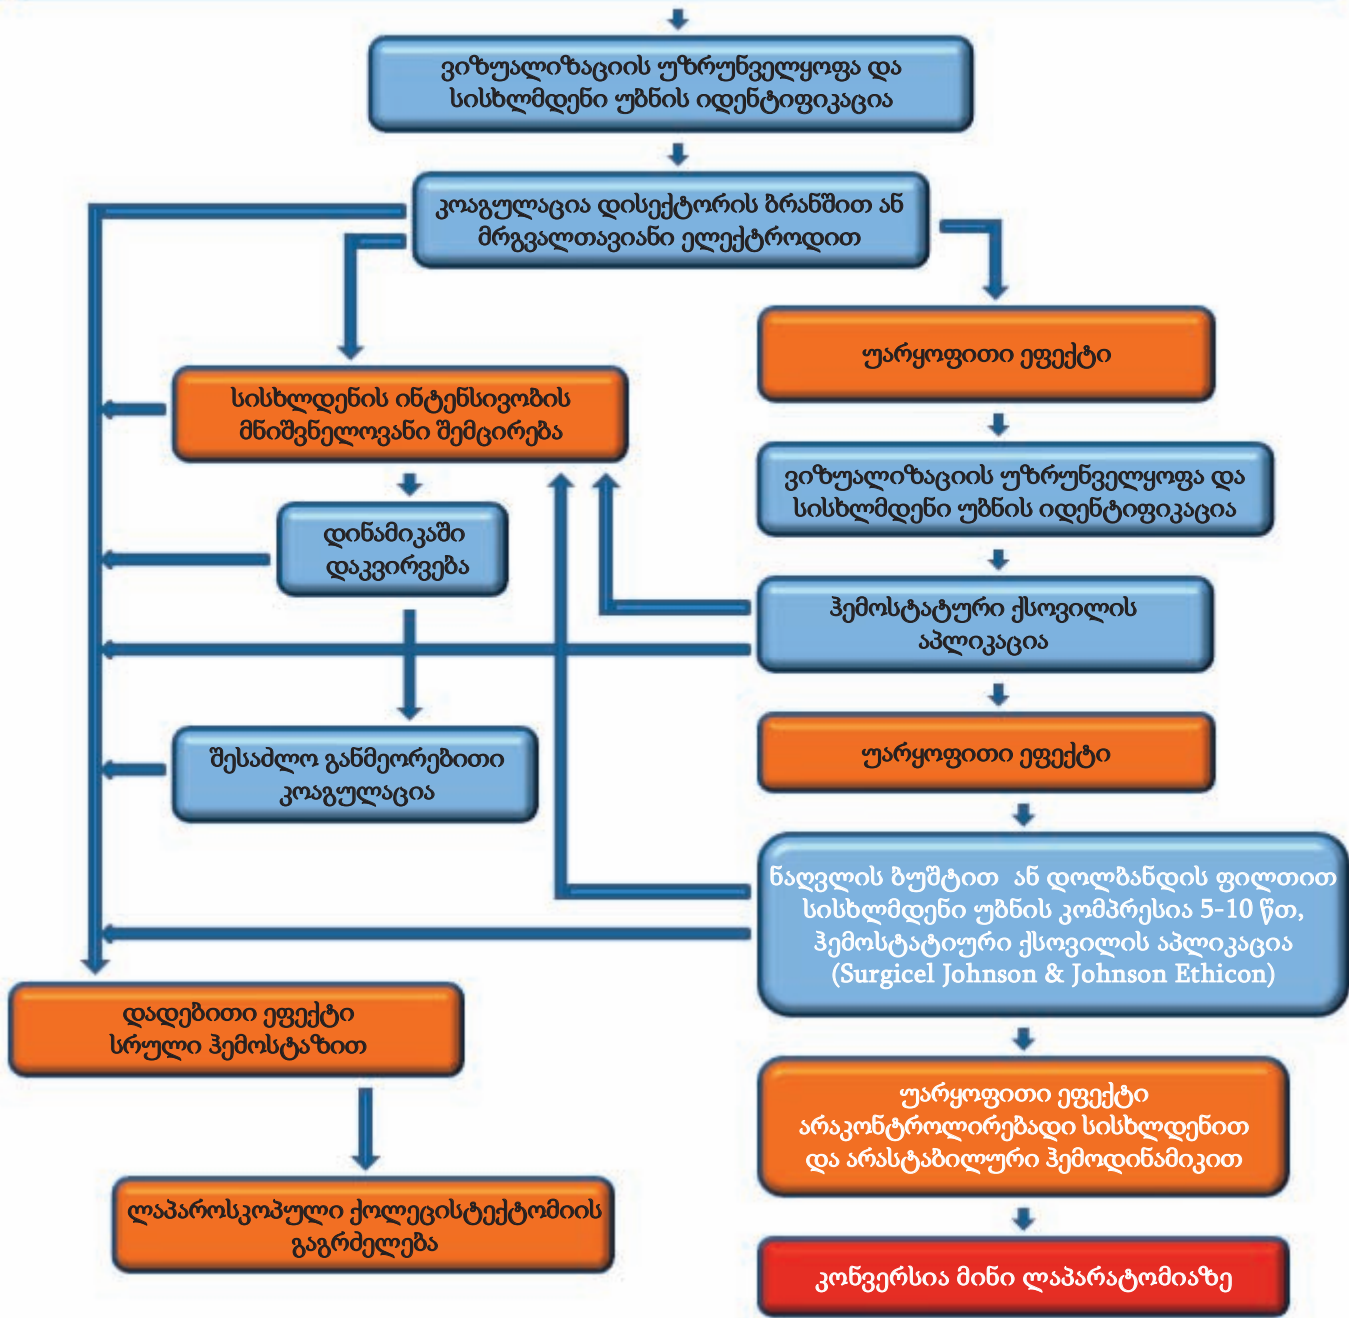 ვიზუალიზაციის უზრუნველყოფა და
სისხლმდენი უბნის იდენტიფიკაცია
კოაგულაცია დისექტორის ბრანშით ან
მრგვალთავიანი ელექტროდით
უარყოფითი ეფექტი
სისხლდენის ინტენსივობის
მნიშვნელოვანი შემცირება
ვიზუალიზაციის უზრუნველყოფა და
სისხლმდენი უბნის იდენტიფიკაცია
დინამიკაში
დაკვირვება
ჰემოსტატური ქსოვილის
აპლიკაცია
უარყოფითი ეფექტი
შესაძლო განმეორებითი
კოაგულაცია
ნაღვლის ბუშტით ან დოლბანდის ფილთით
სისხლმდენი უბნის კომპრესია 5-10 წთ,
ჰემოსტატიური ქსოვილის აპლიკაცია
(Surgicel Johnson & Johnson Ethicon)
დადებითი ეფექტი
სრული ჰემოსტაზით
უარყოფითი ეფექტი
არაკონტროლირებადი სისხლდენით
და არასტაბილური ჰემოდინამიკით
ლაპაროსკოპული ქოლეცისტექტომიის
გაგრძელება
კონვერსია მინი ლაპარატომიაზე